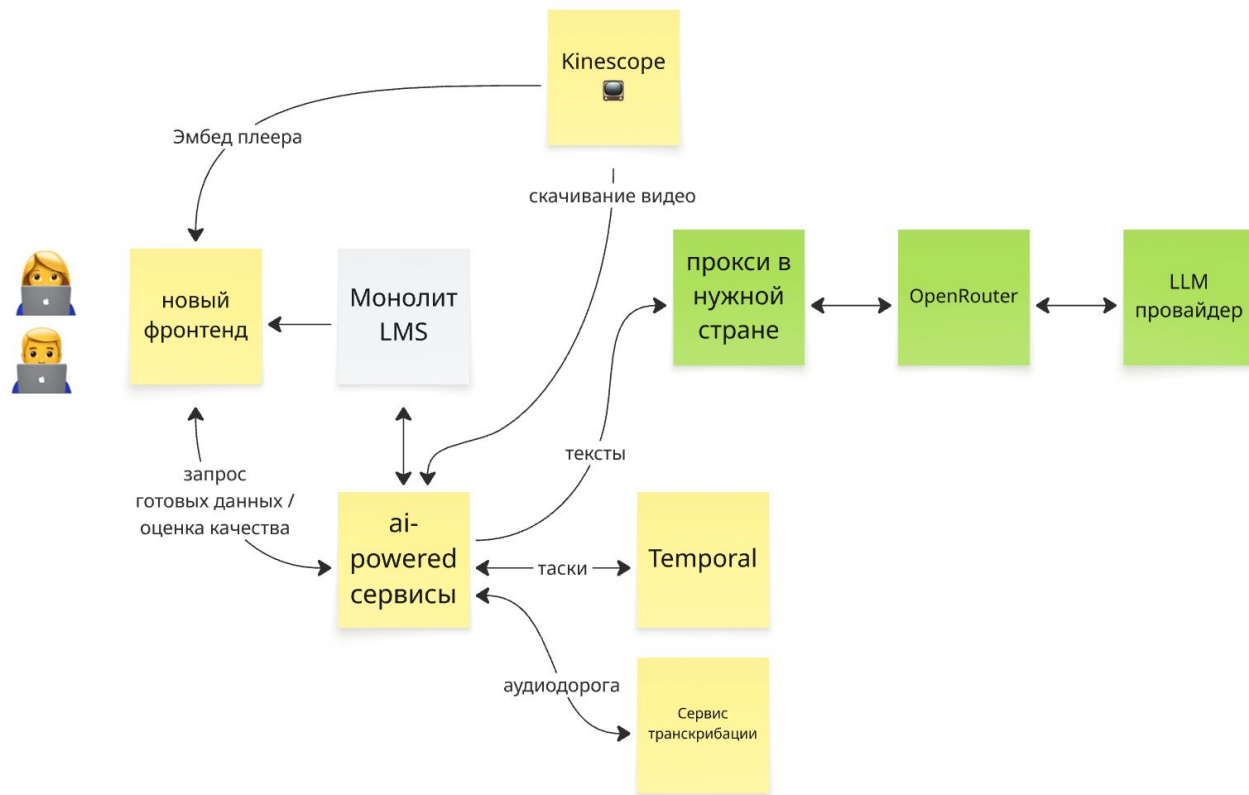 Kinescope
Эмбед плеера
скачивание видео
новый
фронтенд
Монолит
LMS
прокси в
нужной
стране
OpenRouter
LLM
провайдер
запрос
готовых данных /
оценка качества
тексты
ai-
powered
сервисы
таски
Temporal
аудиодорога
Сервис
транскрибации